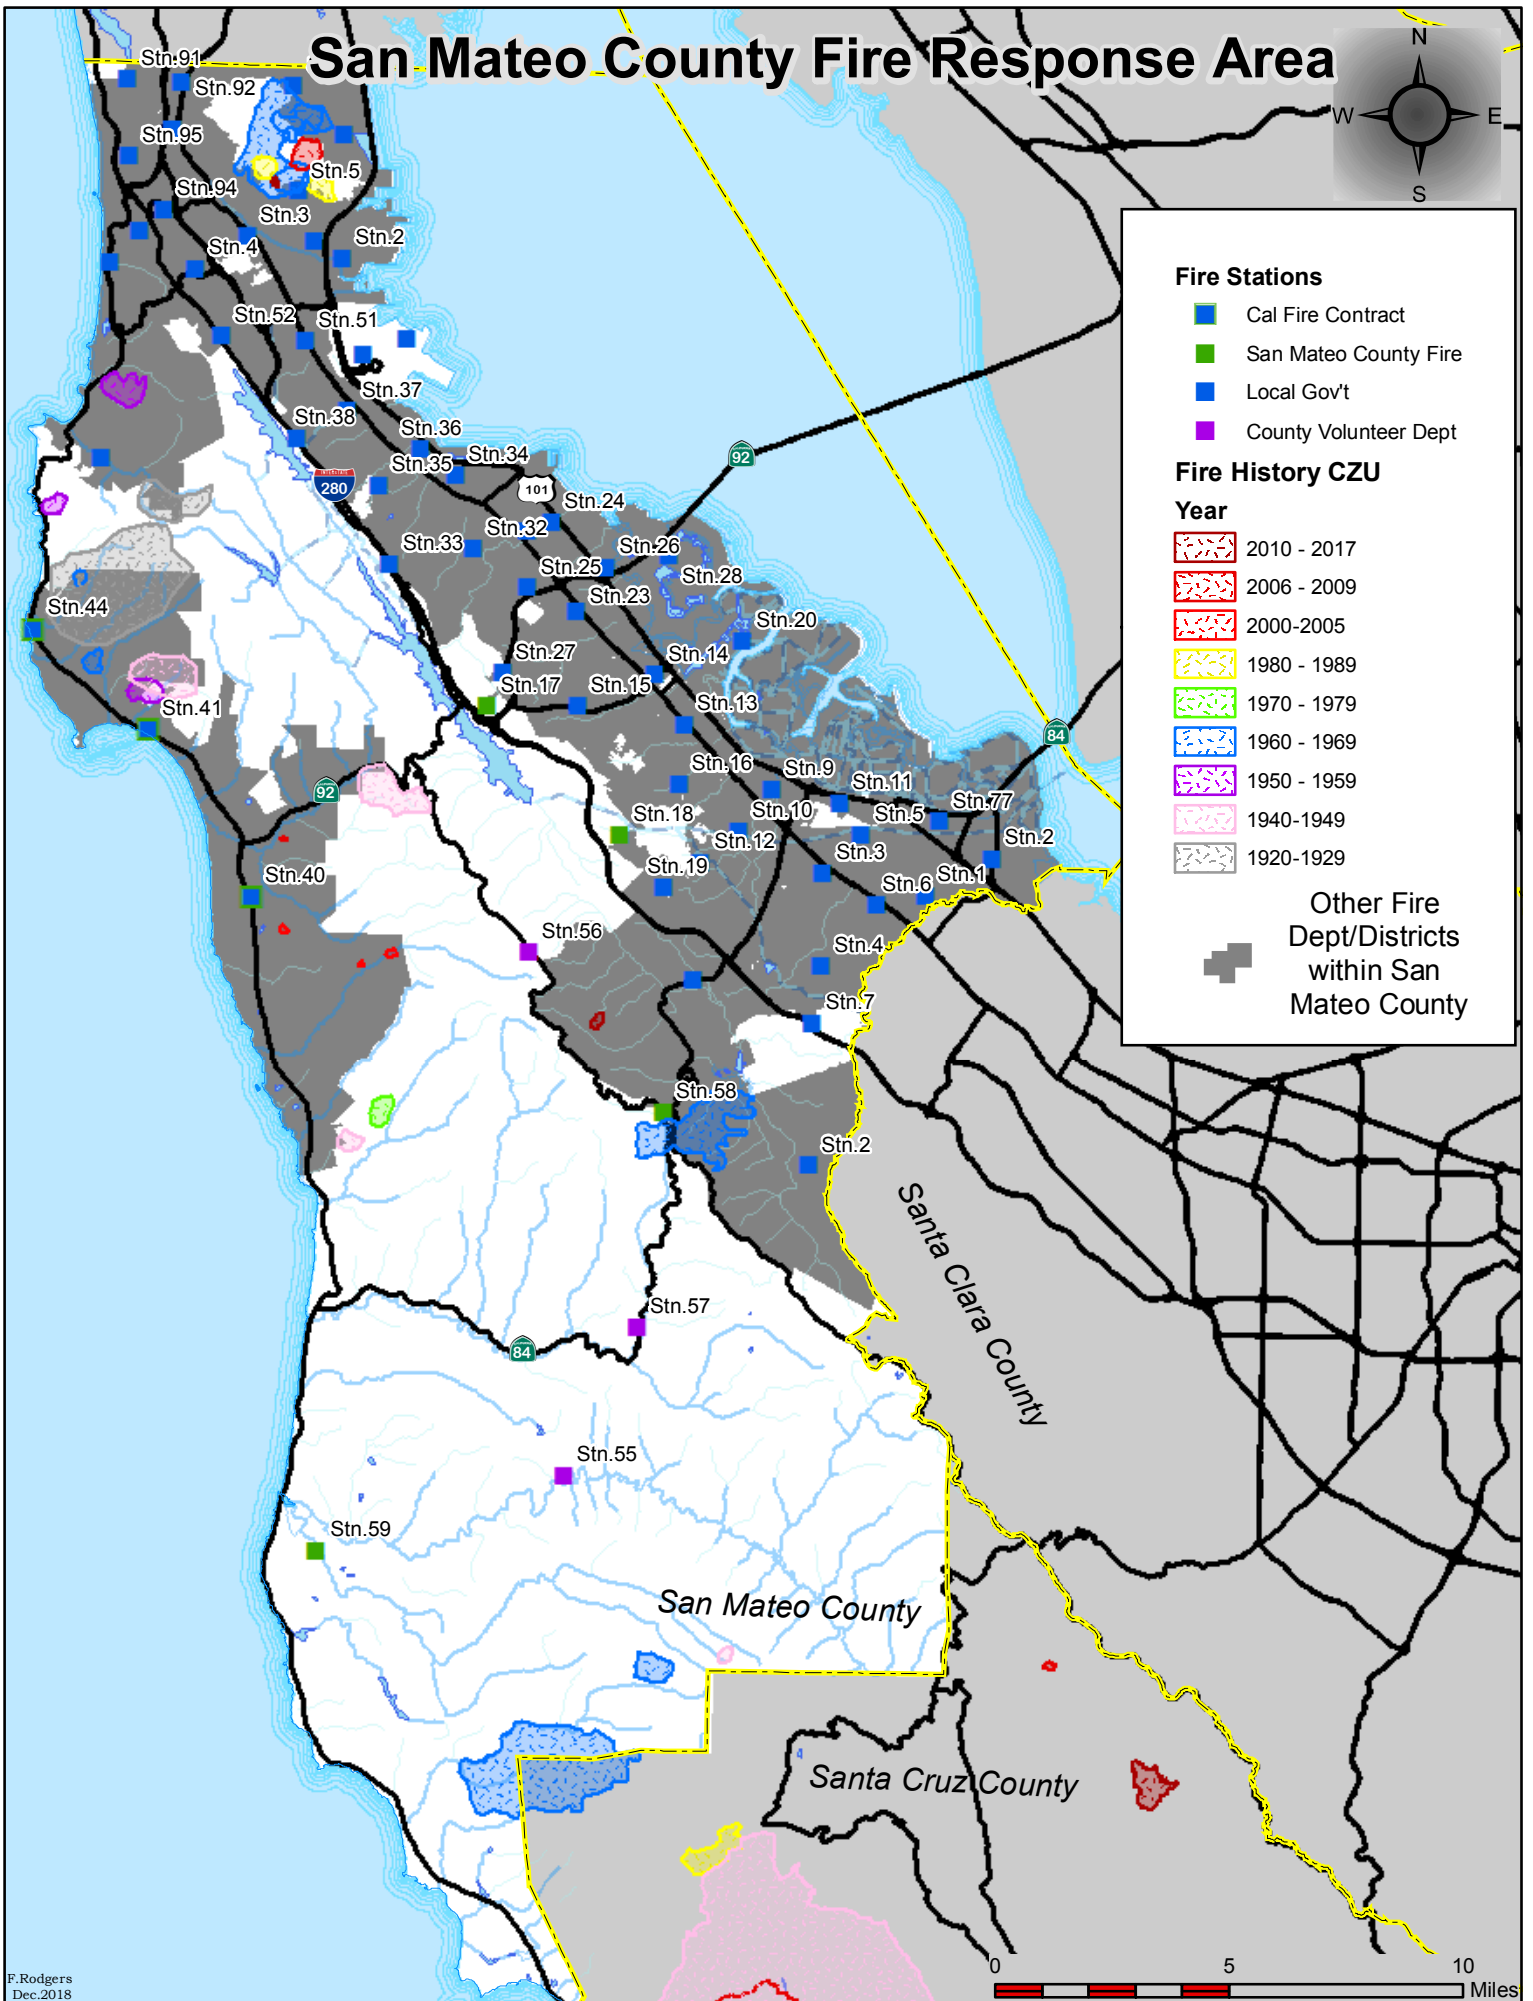 San Mateo County Fire Response Area
N
W
E
S
Stn.91
Stn.92
Stn.95
Stn.5
Stn.94
Stn.3
Stn.2
Stn.4
Stn.52
Stn.51
Stn.37
Stn.38
Stn.36
Stn.35
Stn.34
INTERSTATE
280
101
92
Stn.24
Stn.32
Stn.33
Stn.26
Stn.25
Stn.28
Stn.23
Stn.44
Stn.20
Stn.27
Stn.14
Stn.17
Stn.15
Stn.41
Stn.13
84
92
Stn.16
Stn.9
Stn.11
Stn.10
Stn.5
Stn.77
Stn.18
Stn.12
Stn.2
Stn.3
Stn.40
Stn.19
Stn.6
Stn.1
Stn.56
Stn.4
Stn.7
Stn.58
Stn.2
Stn.57
84
Stn.55
Stn.59
Santa Clara County
San Mateo County
Santa Cruz County
Fire Stations
Cal Fire Contract
San Mateo County Fire
Local Gov't
County Volunteer Dept
Fire History CZU
Year
2010 - 2017
2006 - 2009
2000-2005
1980 - 1989
1970 - 1979
1960 - 1969
1950 - 1959
1940-1949
1920-1929
Other Fire
Dept/Districts
within San
Mateo County
0
5
10
Miles
F.Rodgers
Dec.2018